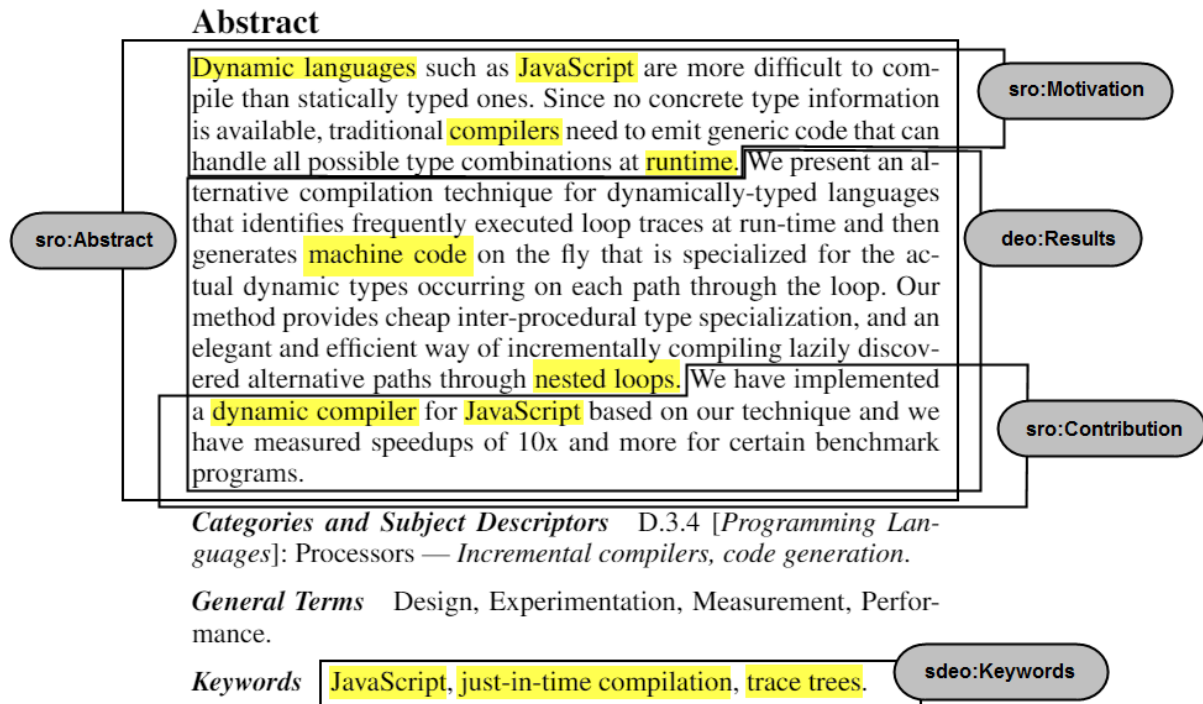 Abstract
Dynamic languages such as JavaScript are more difficult to com-
pile than statically typed ones. Since no concrete type information
is available, traditional compilers need to emit generic code that can
handle all possible type combinations at runtime. We present an al-
ternative compilation technique for dynamically-typed languages
that identifies frequently executed loop traces at run-time and then
generates machine code on the fly that is specialized for the ac-
tual dynamic types occurring on each path through the loop. Our
method provides cheap inter-procedural type specialization, and an
elegant and efficient way of incrementally compiling lazily discov-
ered alternative paths through nested loops. We have implemented
a dynamic compiler for JavaScript based on our technique and we
have measured speedups of 10x and more for certain benchmark
programs.
sro:Motivation
sro:Abstract
deo:Results
sro:Contribution
Categories and Subject Descriptors D.3.4 [Programming Lan-
guages]: Processors — Incremental compilers, code generation.
General Terms Design, Experimentation, Measurement, Perfor-
mance.
Keywords JavaScript, just-in-time compilation, trace trees.
sdeo:Keywords